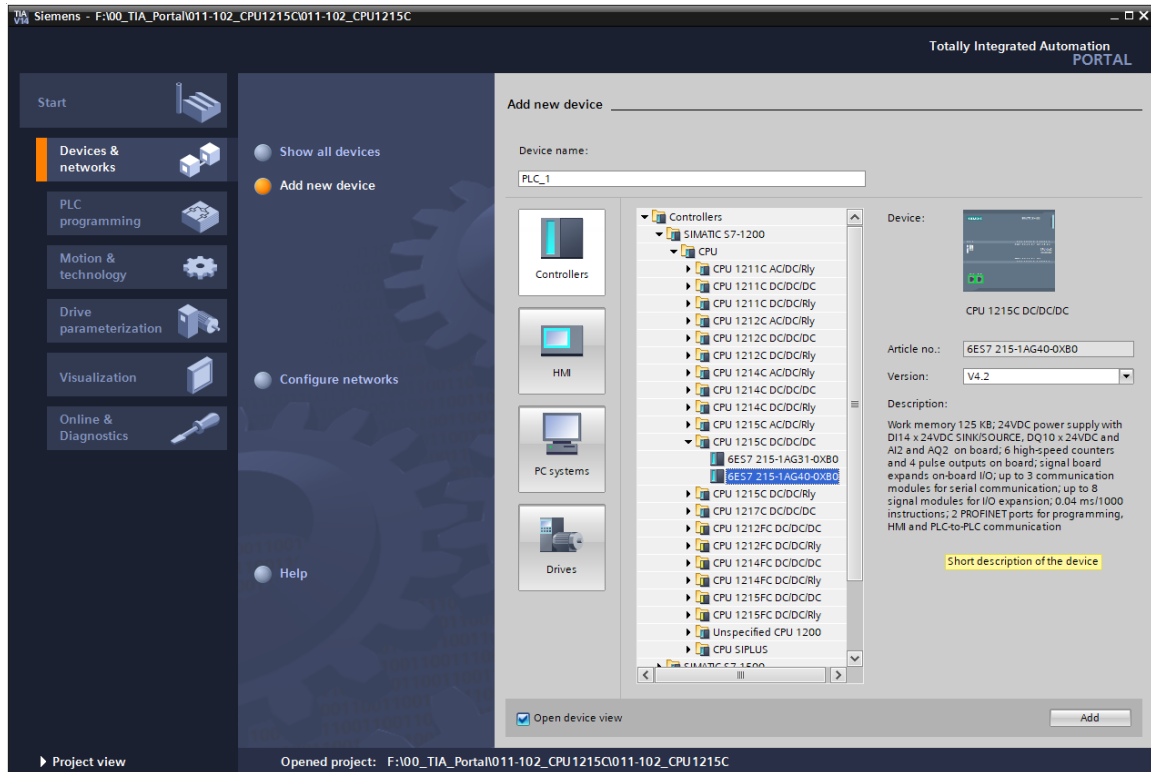 TIA V14 Siemens - F:\00_TIA_Portal\011-102_CPU1215C\011-102_CPU1215C
Totally Integrated Automation
PORTAL
Start
Devices &
networks
PLC
programming
Motion &
technology
Drive
parameterization
Visualization
Online &
Diagnostics
Show all devices
Add new device
Configure networks
Help
Add new device
Device name:
PLC_1
Controllers
HMI
PC systems
Drives
Controllers
SIMATIC S7-1200
CPU
CPU 1211C AC/DC/Rly
CPU 1211C DC/DC/DC
CPU 1211C DC/DC/Rly
CPU 1212C AC/DC/Rly
CPU 1212C DC/DC/DC
CPU 1212C DC/DC/Rly
CPU 1214C AC/DC/Rly
CPU 1214C DC/DC/DC
CPU 1214C DC/DC/Rly
CPU 1215C AC/DC/Rly
CPU 1215C DC/DC/DC
6ES7 215-1AG31-0XB0
6ES7 215-1AG40-0XB0
CPU 1215C DC/DC/Rly
CPU 1217C DC/DC/DC
CPU 1212FC DC/DC/DC
CPU 1212FC DC/DC/Rly
CPU 1214FC DC/DC/DC
CPU 1214FC DC/DC/Rly
CPU 1215FC DC/DC/DC
CPU 1215FC DC/DC/Rly
Unspecified CPU 1200
CPU SIPLUS
SIMATIC S7-1500
Device:
CPU 1215C DC/DC/DC
Article no.: 6ES7 215-1AG40-0XB0
Version: V4.2
Description:
Work memory 125 KB; 24VDC power supply with
DI14 x 24VDC SINK/SOURCE, DQ10 x 24VDC and
AI2 and AQ2 on board; 6 high-speed counters
and 4 pulse outputs on board; signal board
expands on-board I/O; up to 3 communication
modules for serial communication; up to 8
signal modules for I/O expansion; 0.04 ms/1000
instructions; 2 PROFINET ports for programming,
HMI and PLC-to-PLC communication
Short description of the device
Open device view
Add
Project view
Opened project: F:\00_TIA_Portal\011-102_CPU1215C\011-102_CPU1215C